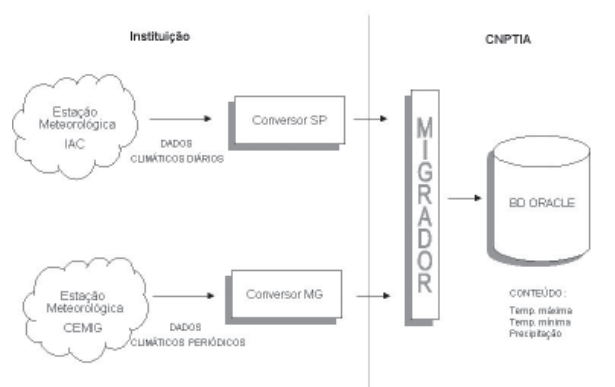 Instituição
CNPTIA
Estação
Meteorológica
IAC
DADOS
CLIMÁTICOS DIÁRIOS
Conversor SP
MIGRADOR
BD ORACLE
Estação
Meteorológica
CEMIG
DADOS
CLIMÁTICOS PERIÓDICOS
Conversor MG
CONTEÚDO :
Temp. máxima
Temp. mínima
Precipitação